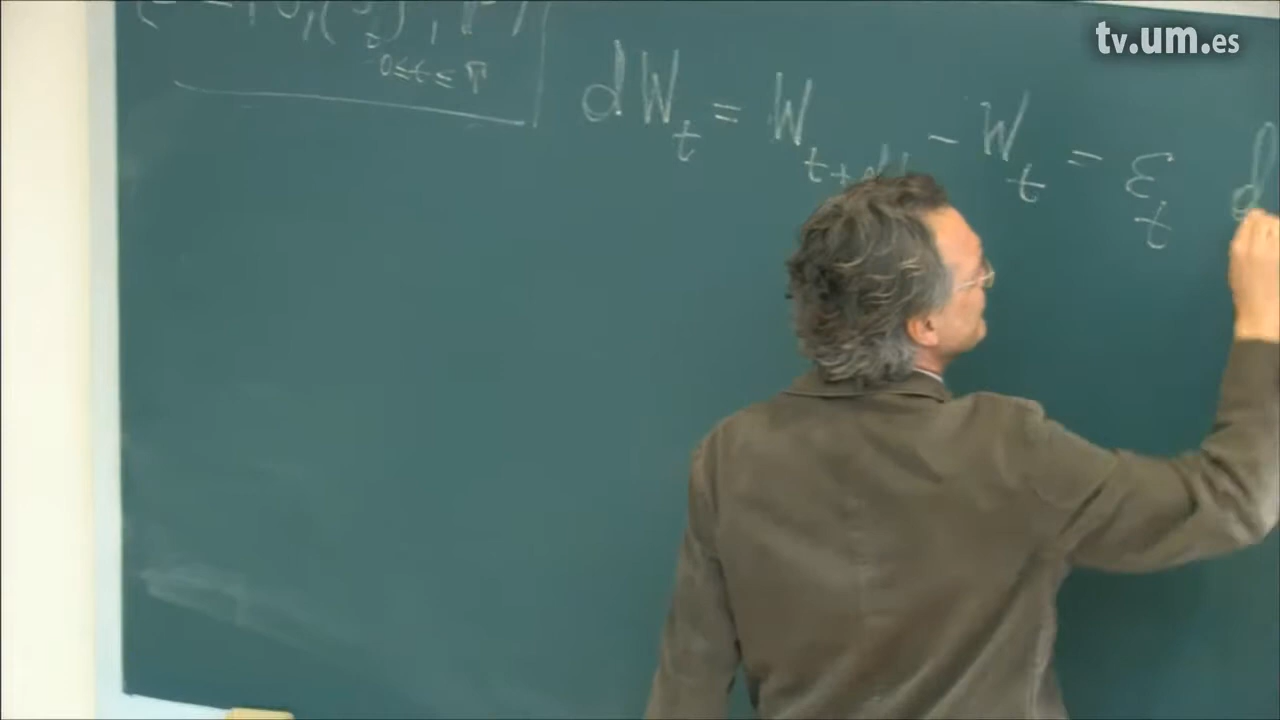 tv.um.es
0≤t≤T
dW_t = W_{t+dt} - W_t = ε_t d